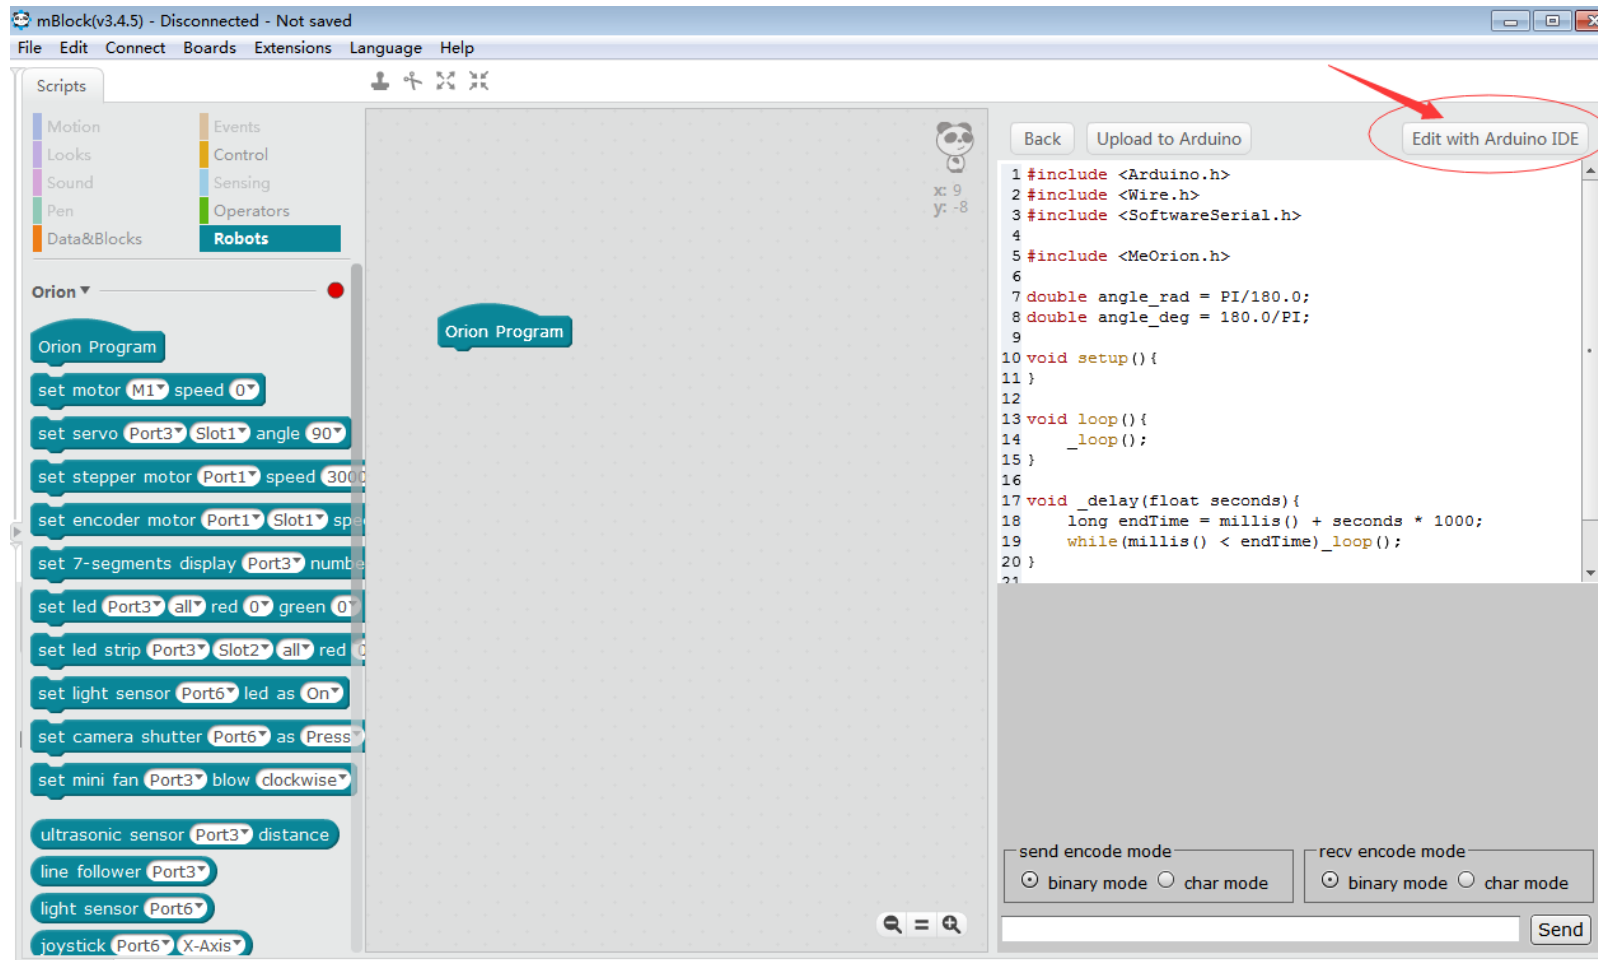 mBlock(v3.4.5) - Disconnected - Not saved
File Edit Connect Boards Extensions Language Help
Scripts
Motion
Looks
Sound
Pen
Data&Blocks
Events
Control
Sensing
Operators
Robots
Orion
Orion Program
set motor M1 speed 0
set servo Port3 Slot1 angle 90
set stepper motor Port1 speed 3000
set encoder motor Port1 Slot1 spe
set 7-segments display Port3 numbe
set led Port3 all red 0 green 0
set led strip Port3 Slot2 all red 0
set light sensor Port6 led as On
set camera shutter Port6 as Press
set mini fan Port3 blow clockwise
ultrasonic sensor Port3 distance
line follower Port3
light sensor Port6
joystick Port6 X-Axis
Orion Program
x: 9
y: -8
Back Upload to Arduino Edit with Arduino IDE
1 #include <Arduino.h>
2 #include <Wire.h>
3 #include <SoftwareSerial.h>
4
5 #include <MeOrion.h>
6
7 double angle_rad = PI/180.0;
8 double angle_deg = 180.0/PI;
9
10 void setup(){
11 }
12
13 void loop(){
14 _loop();
15 }
16
17 void _delay(float seconds){
18 long endTime = millis() + seconds * 1000;
19 while(millis() < endTime)_loop();
20 }
21
send encode mode
binary mode char mode
recv encode mode
binary mode char mode
Send